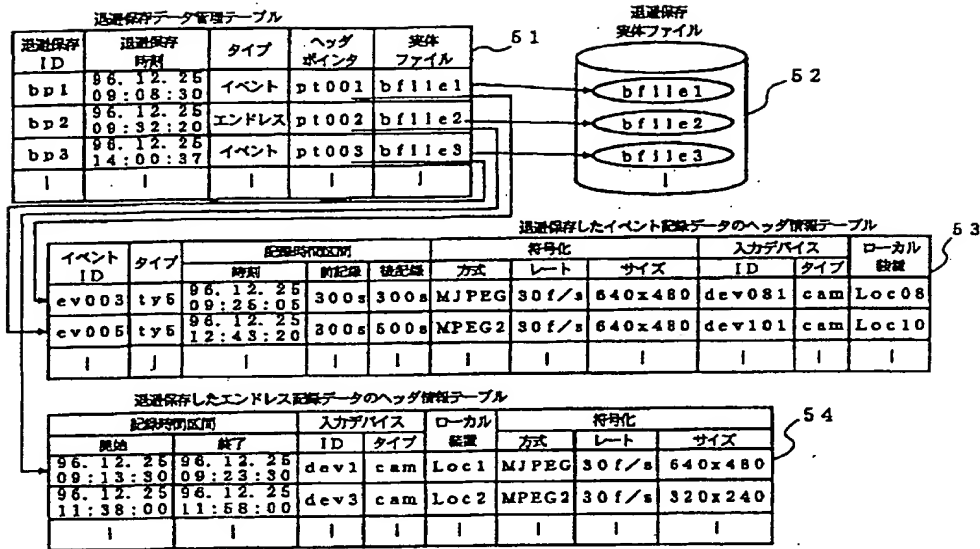 退避保存データ管理テーブル
退避保存ID 退避保存時刻 タイプ ヘッダポインタ 実体ファイル
bp1 96.12.25 09:08:30 イベント pt001 bfile1
bp2 96.12.25 09:32:20 エンドレス pt002 bfile2
bp3 96.12.25 14:00:37 イベント pt003 bfile3
51
退避保存
実体ファイル
bfile1
bfile2
bfile3
52
退避保存したイベント記録データのヘッダ情報テーブル
53
イベントID タイプ 記録時間区間 符号化 入力デバイス ローカル装置
時刻 前記録 後記録 方式 レート サイズ ID タイプ
ev003 ty5 96.12.25 09:25:05 300s 300s MJPEG 30f/s 640x480 dev081 cam Loc08
ev005 ty5 96.12.25 12:43:20 300s 500s MPEG2 30f/s 640x480 dev101 cam Loc10
退避保存したエンドレス記録データのヘッダ情報テーブル
54
記録時間区間 入力デバイス ローカル装置 符号化
開始 終了 ID タイプ 方式 レート サイズ
96.12.25 09:13:30 96.12.25 09:23:30 dev1 cam Loc1 MJPEG 30f/s 640x480
96.12.25 11:38:00 96.12.25 11:58:00 dev3 cam Loc2 MPEG2 30f/s 320x240